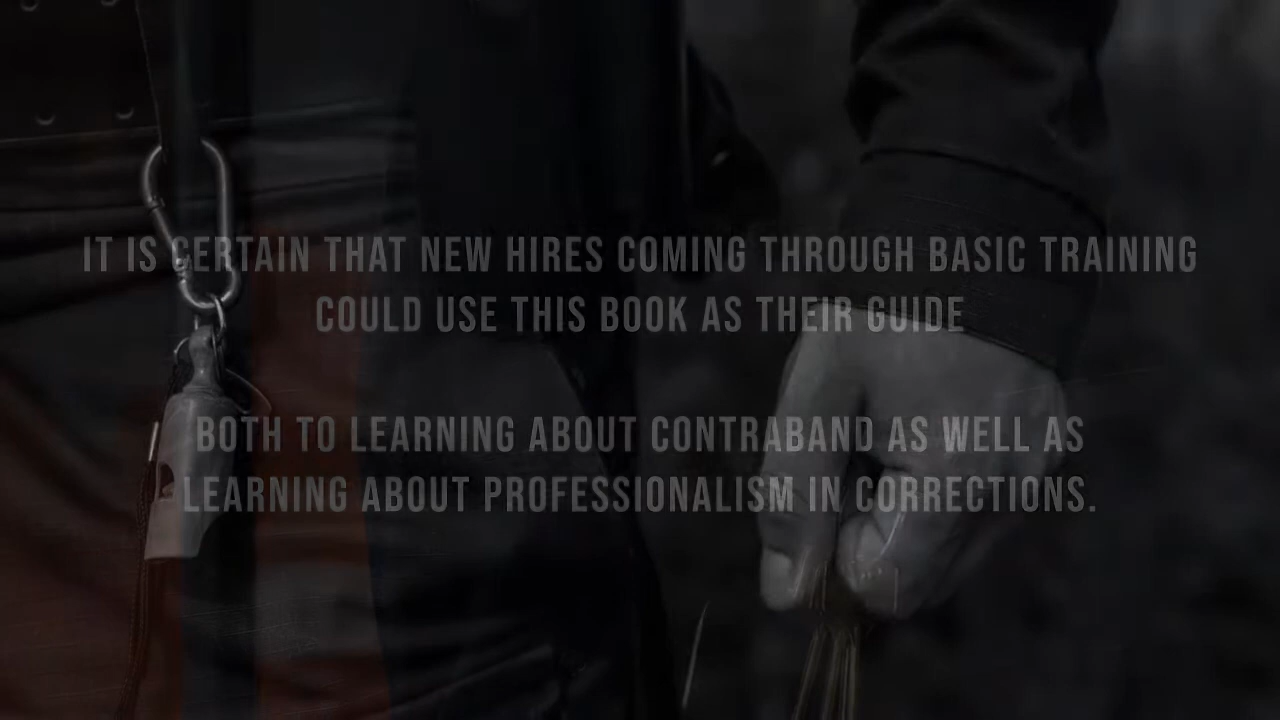 IT IS CERTAIN THAT NEW HIRES COMING THROUGH BASIC TRAINING
COULD USE THIS BOOK AS THEIR GUIDE
BOTH TO LEARNING ABOUT CONTRABAND AS WELL AS
LEARNING ABOUT PROFESSIONALISM IN CORRECTIONS.